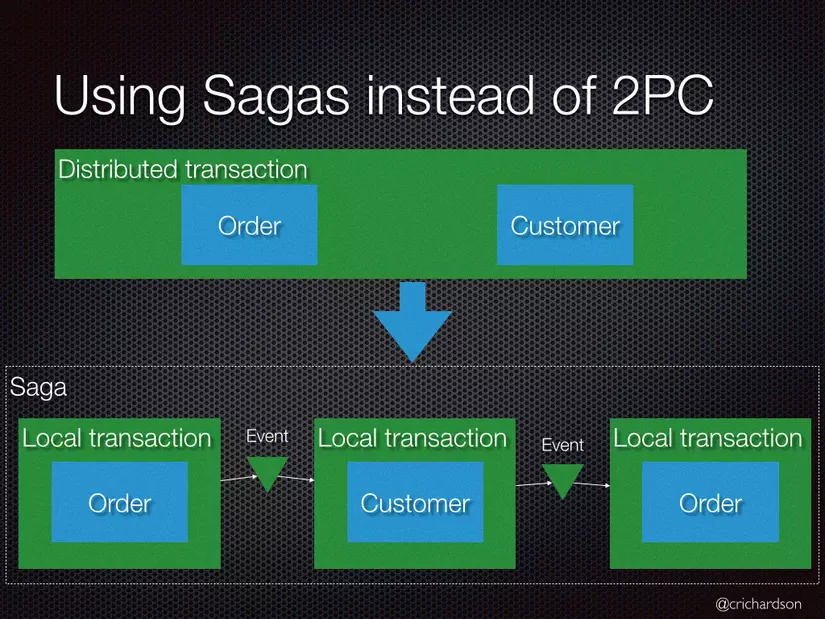 Using Sagas instead of 2PC
Distributed transaction
Order
Customer
Saga
Local transaction
Order
Event
Local transaction
Customer
Event
Local transaction
Order
@crichardson